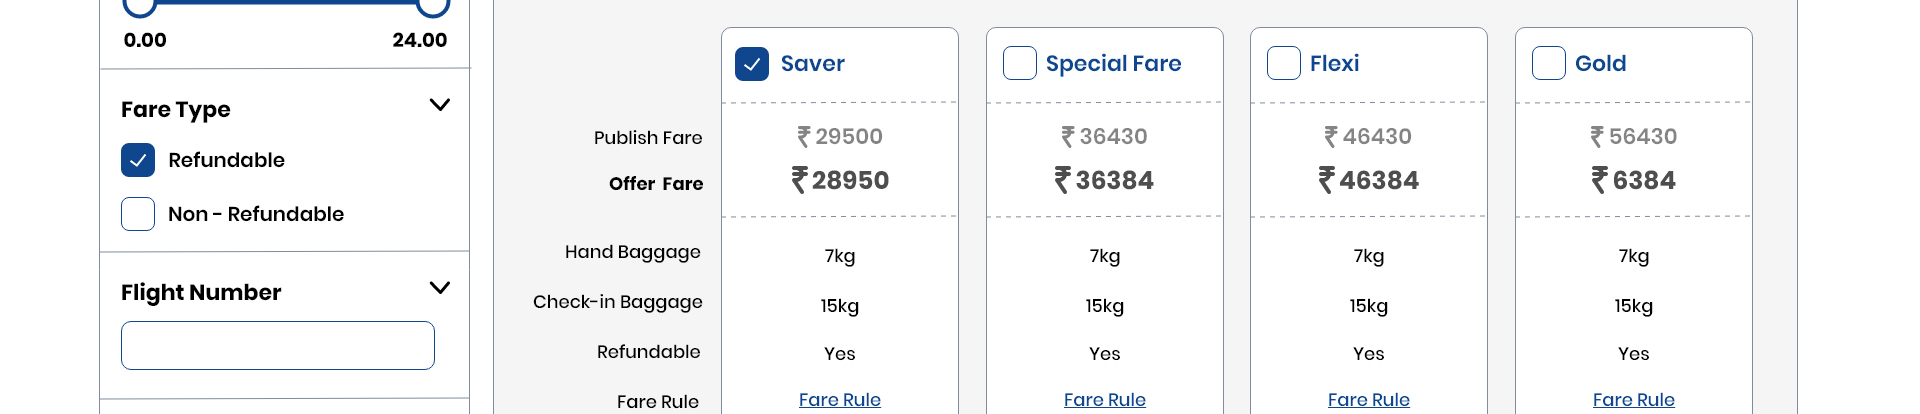 0.00 24.00
Fare Type
Refundable
Non - Refundable
Flight Number
Saver Special Fare Flexi Gold
Publish Fare ₹ 29500 ₹ 36430 ₹ 46430 ₹ 56430
Offer Fare ₹ 28950 ₹ 36384 ₹ 46384 ₹ 6384
Hand Baggage 7kg 7kg 7kg 7kg
Check-in Baggage 15kg 15kg 15kg 15kg
Refundable Yes Yes Yes Yes
Fare Rule Fare Rule Fare Rule Fare Rule Fare Rule